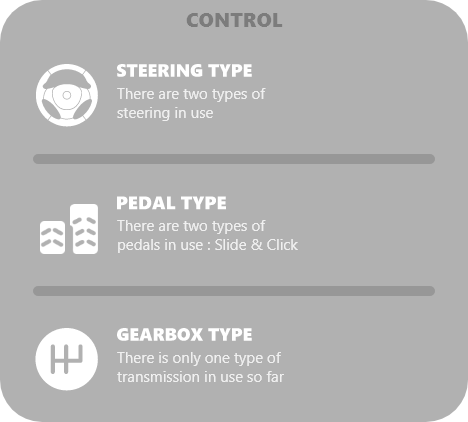 CONTROL
STEERING TYPE
There are two types of
steering in use
PEDAL TYPE
There are two types of
pedals in use : Slide & Click
GEARBOX TYPE
There is only one type of
transmission in use so far